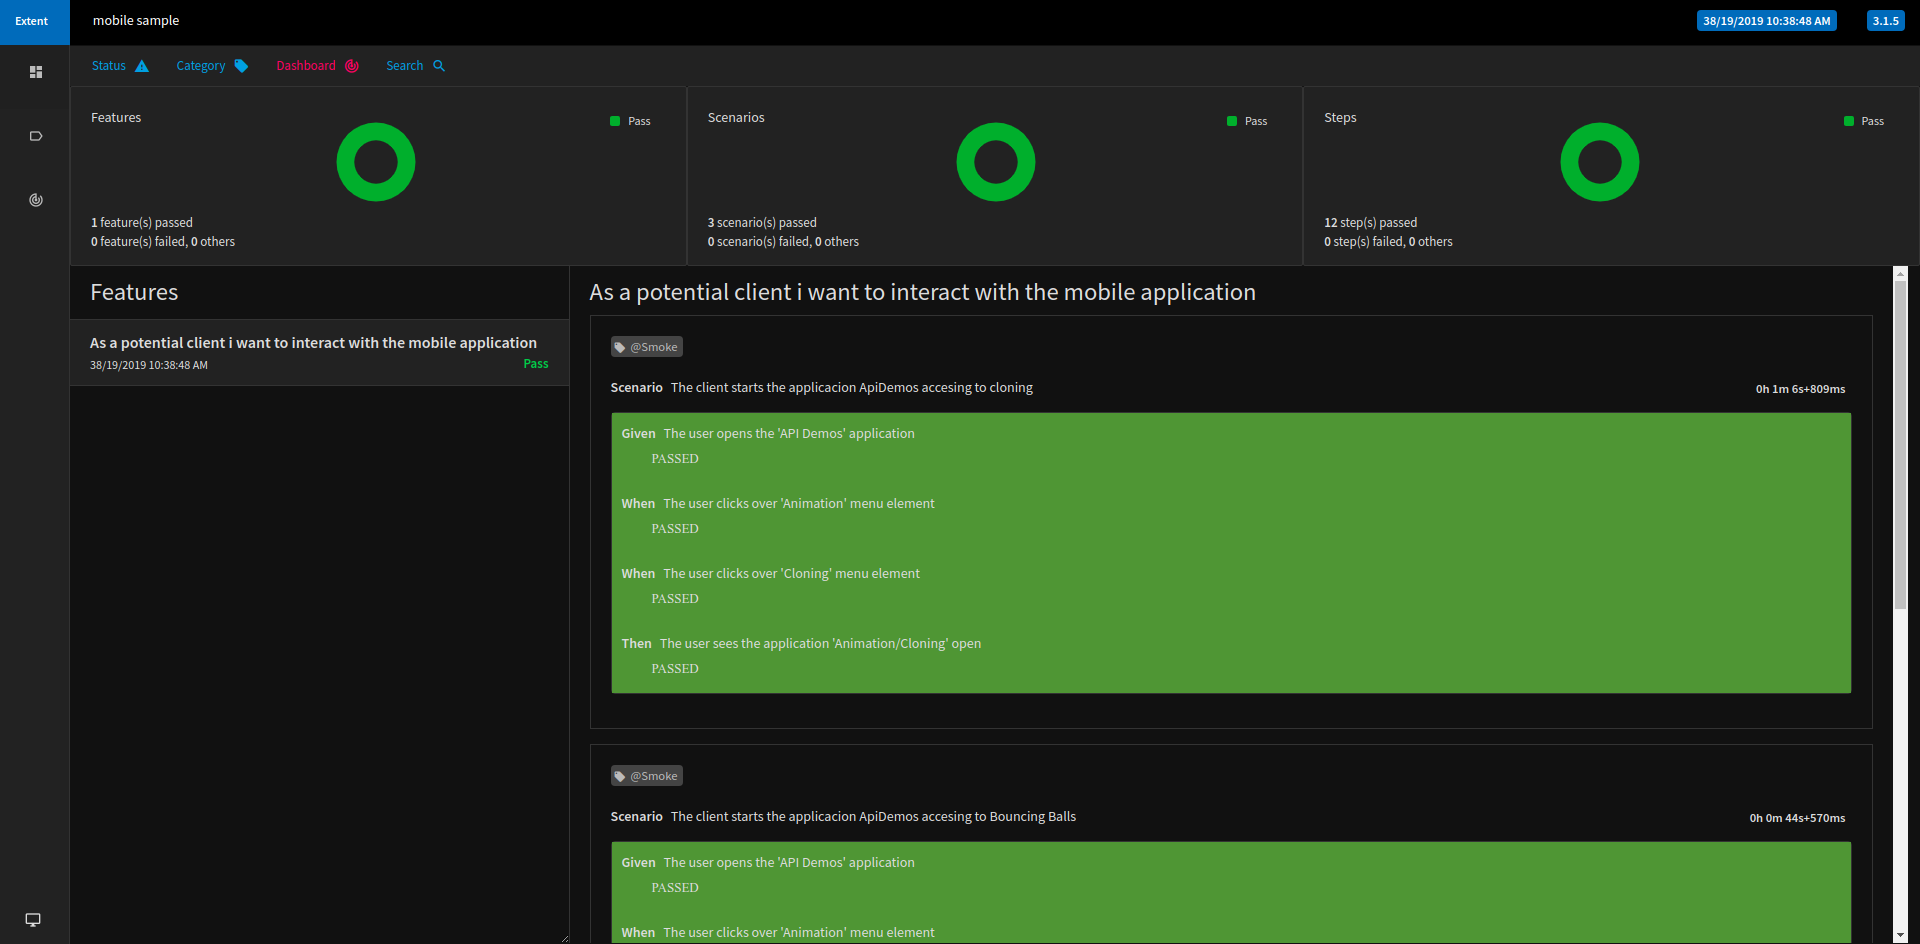 Extent
mobile sample
38/19/2019 10:38:48 AM
3.1.5
Status
Category
Dashboard
Search
Features
Pass
1 feature(s) passed
0 feature(s) failed, 0 others
Scenarios
Pass
3 scenario(s) passed
0 scenario(s) failed, 0 others
Steps
Pass
12 step(s) passed
0 step(s) failed, 0 others
Features
As a potential client i want to interact with the mobile application
38/19/2019 10:38:48 AM
Pass
As a potential client i want to interact with the mobile application
@Smoke
Scenario The client starts the applicacion ApiDemos accesing to cloning
0h 1m 6s+809ms
Given The user opens the 'API Demos' application
PASSED
When The user clicks over 'Animation' menu element
PASSED
When The user clicks over 'Cloning' menu element
PASSED
Then The user sees the application 'Animation/Cloning' open
PASSED
@Smoke
Scenario The client starts the applicacion ApiDemos accesing to Bouncing Balls
0h 0m 44s+570ms
Given The user opens the 'API Demos' application
PASSED
When The user clicks over 'Animation' menu element